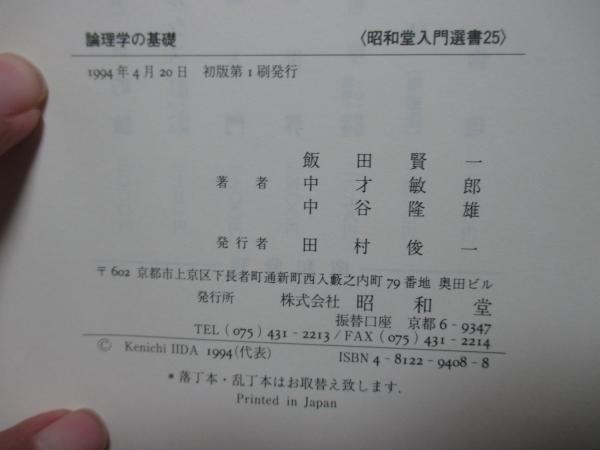 論理学の基礎 〈昭和堂入門選書25〉
1994年4月20日 初版第1刷発行
飯田賢一
著者 中才敏郎
中谷隆雄
発行者 田村俊一
〒602 京都市上京区下長者町通新町西入藪之内町79番地 奥田ビル
発行所 株式会社 昭和堂
振替口座 京都6-9347
TEL (075) 431-2213 / FAX (075) 431-2214
© Kenichi IIDA 1994(代表) ISBN 4-8122-9408-8
*落丁本・乱丁本はお取替え致します.
Printed in Japan